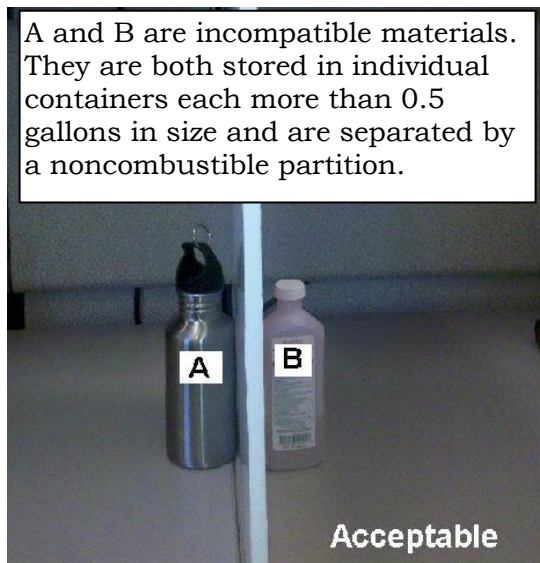 A and B are incompatible materials.
They are both stored in individual
containers each more than 0.5
gallons in size and are separated by
a noncombustible partition.
A
B
Acceptable